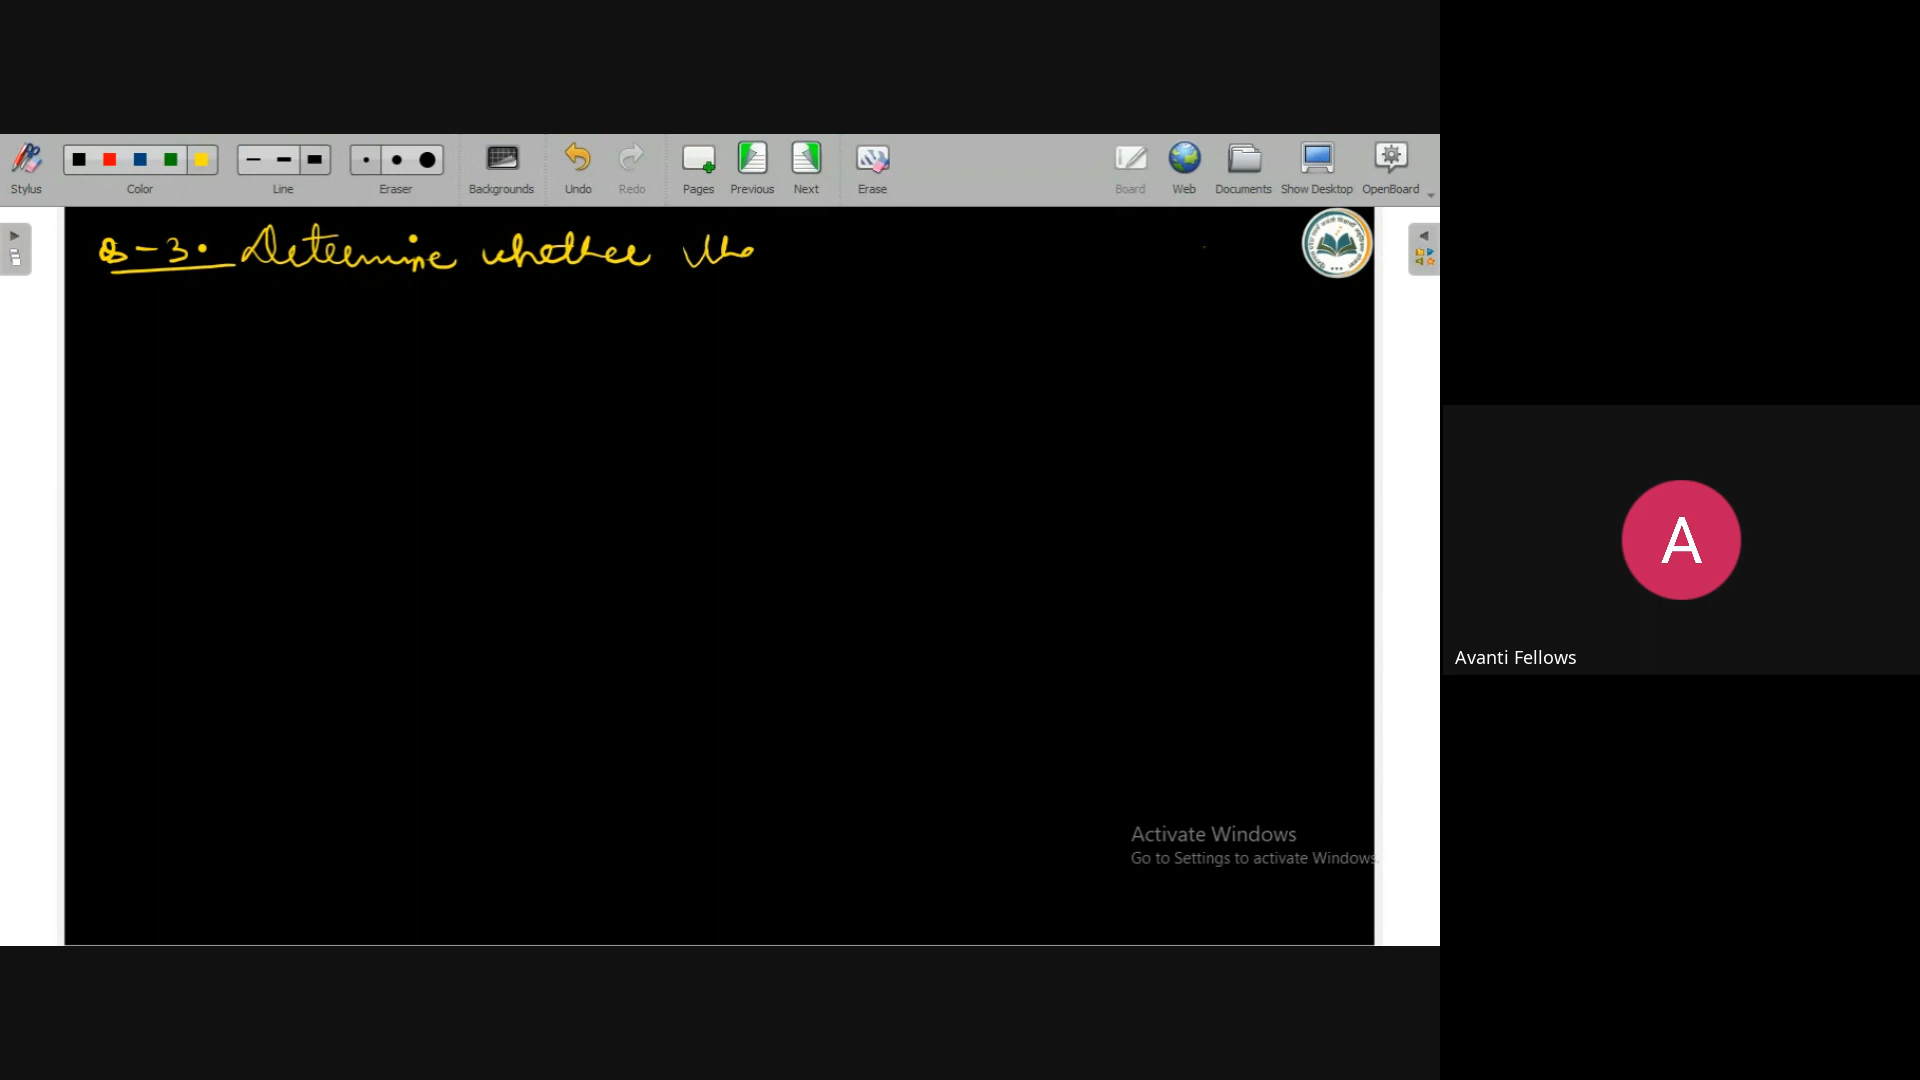 Stylus Color Line Eraser Backgrounds Undo Redo Pages Previous Next Erase Board Web Documents Show Desktop OpenBoard
Q-3. Determine whether the
A
Avanti Fellows
Activate Windows
Go to Settings to activate Windows.